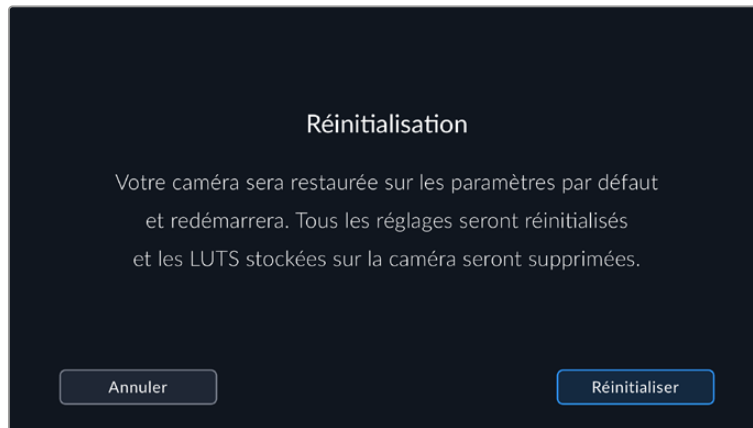 Réinitialisation
Votre caméra sera restaurée sur les paramètres par défaut
et redémarrera. Tous les réglages seront réinitialisés
et les LUTS stockées sur la caméra seront supprimées.
Annuler
Réinitialiser